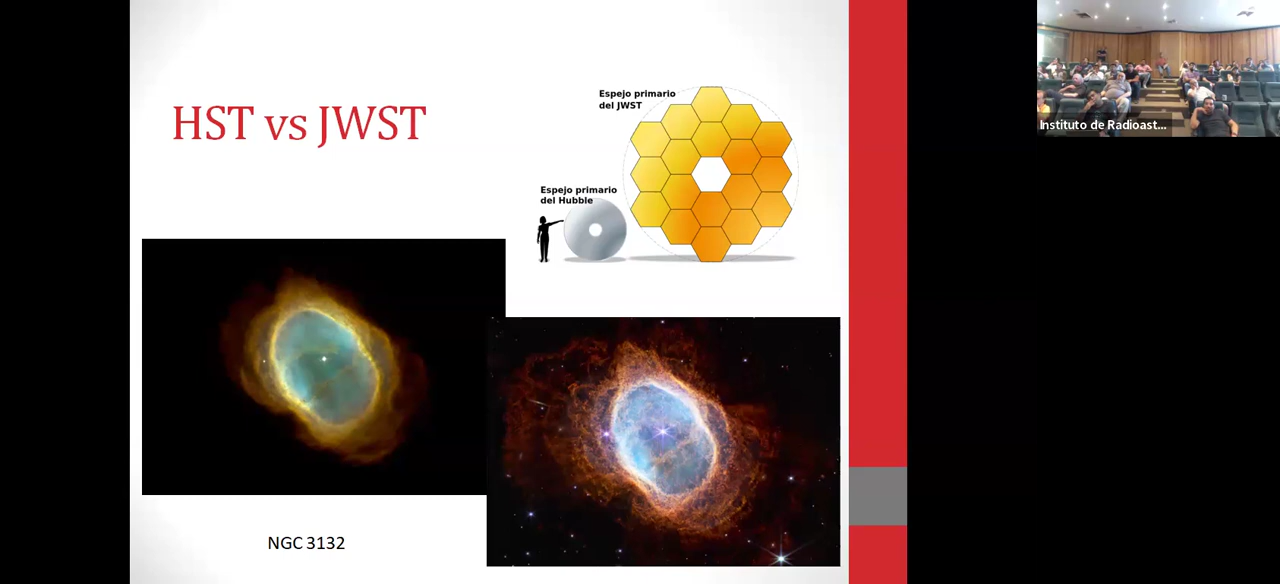 HST vs JWST
Espejo primario
del JWST
Espejo primario
del Hubble
NGC 3132
Instituto de Radioast...